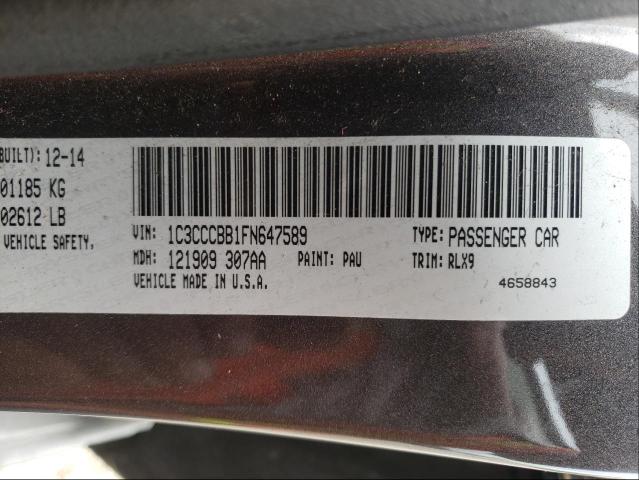 BUILT): 12-14
01185 KG
02612 LB
VEHICLE SAFETY,
VIN: 1C3CCCBB1FN647589 TYPE: PASSENGER CAR
MDH: 121909 307AA PAINT: PAU TRIM: RLX9
VEHICLE MADE IN U.S.A. 4658843